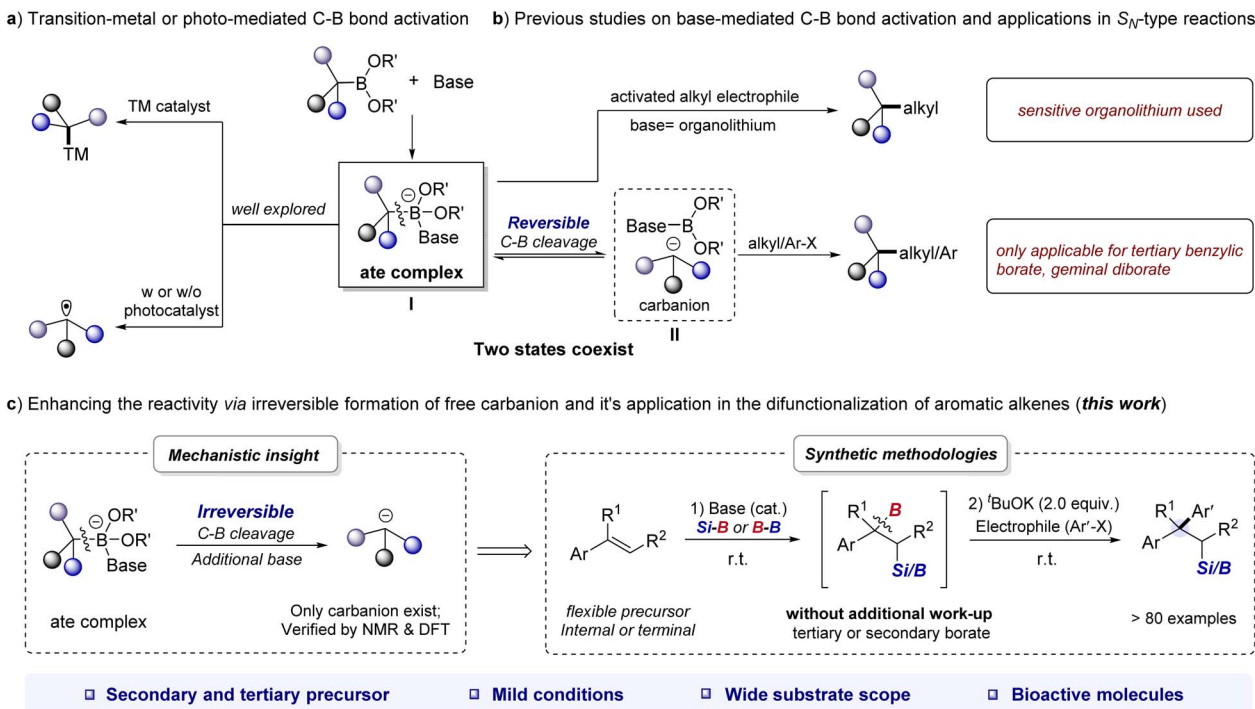 a) Transition-metal or photo-mediated C-B bond activation
b) Previous studies on base-mediated C-B bond activation and applications in SN-type reactions
TM catalyst
TM
well explored
w or w/o
photocatalyst
OR'
B
OR'
+ Base
OR'
⊖
B–OR'
Base
ate complex
I
activated alkyl electrophile
base= organolithium
alkyl
sensitive organolithium used
Reversible
C-B cleavage
OR'
Base–B
OR'
⊖
carbanion
II
alkyl/Ar-X
alkyl/Ar
only applicable for tertiary benzylic
borate, geminal diborate
Two states coexist
c) Enhancing the reactivity via irreversible formation of free carbanion and it's application in the difunctionalization of aromatic alkenes (this work)
Mechanistic insight
OR'
⊖
B–OR'
Base
ate complex
Irreversible
C-B cleavage
Additional base
⊖
Only carbanion exist;
Verified by NMR & DFT
Synthetic methodologies
R1
Ar
R2
flexible precursor
Internal or terminal
1) Base (cat.)
Si-B or B-B
r.t.
R1
B
R2
Ar
Si/B
without additional work-up
tertiary or secondary borate
2) tBuOK (2.0 equiv.)
Electrophile (Ar′-X)
r.t.
R1
Ar'
R2
Ar
Si/B
> 80 examples
Secondary and tertiary precursor
Mild conditions
Wide substrate scope
Bioactive molecules